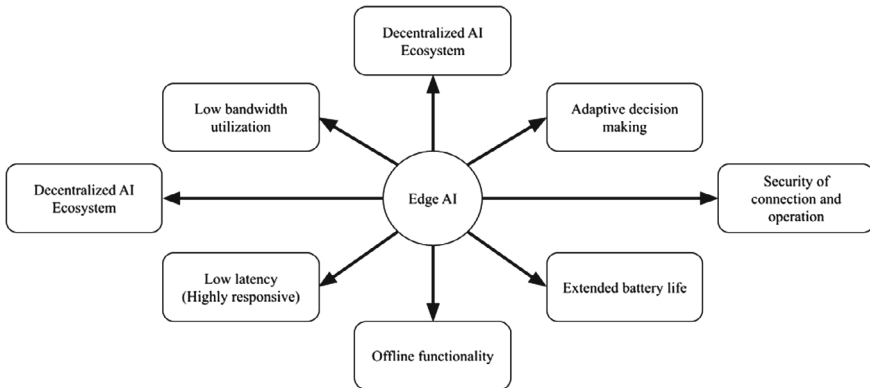 Decentralized AI
Ecosystem
Low bandwidth
utilization
Adaptive decision
making
Decentralized AI
Ecosystem
Edge AI
Security of
connection and
operation
Low latency
(Highly responsive)
Extended battery life
Offline functionality